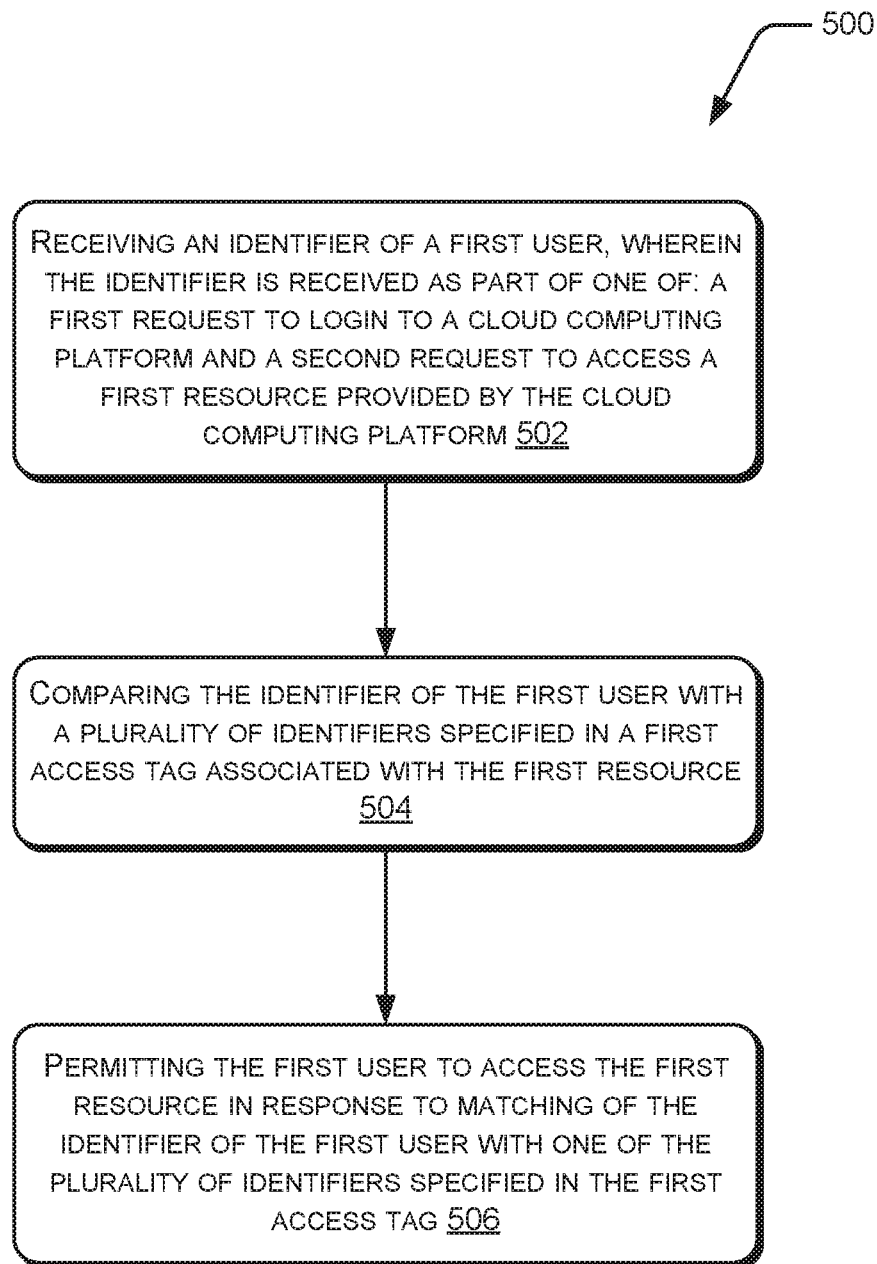 500
RECEIVING AN IDENTIFIER OF A FIRST USER, WHEREIN
THE IDENTIFIER IS RECEIVED AS PART OF ONE OF: A
FIRST REQUEST TO LOGIN TO A CLOUD COMPUTING
PLATFORM AND A SECOND REQUEST TO ACCESS A
FIRST RESOURCE PROVIDED BY THE CLOUD
COMPUTING PLATFORM 502
COMPARING THE IDENTIFIER OF THE FIRST USER WITH
A PLURALITY OF IDENTIFIERS SPECIFIED IN A FIRST
ACCESS TAG ASSOCIATED WITH THE FIRST RESOURCE
504
PERMITTING THE FIRST USER TO ACCESS THE FIRST
RESOURCE IN RESPONSE TO MATCHING OF THE
IDENTIFIER OF THE FIRST USER WITH ONE OF THE
PLURALITY OF IDENTIFIERS SPECIFIED IN THE FIRST
ACCESS TAG 506